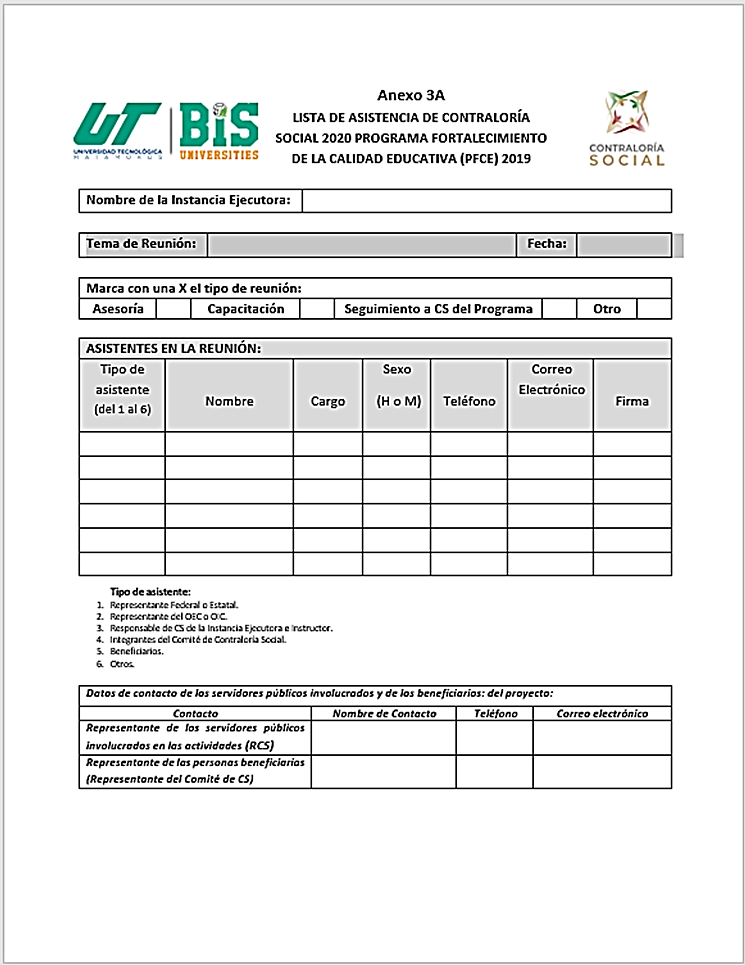 Anexo 3A
LISTA DE ASISTENCIA DE CONTRALORÍA
SOCIAL 2020 PROGRAMA FORTALECIMIENTO
DE LA CALIDAD EDUCATIVA (PFCE) 2019
UT BIS
UNIVERSIDAD TECNOLÓGICA
MATAMOROS
UNIVERSITIES
CONTRALORÍA
SOCIAL
Nombre de la Instancia Ejecutora:
Tema de Reunión: Fecha:
Marca con una X el tipo de reunión:
Asesoría Capacitación Seguimiento a CS del Programa Otro
ASISTENTES EN LA REUNIÓN:
Tipo de asistente (del 1 al 6) Nombre Cargo Sexo (H o M) Teléfono Correo Electrónico Firma
Tipo de asistente:
1. Representante Federal o Estatal.
2. Representante del OEC o OIC.
3. Responsable de CS de la Instancia Ejecutora e Instructor.
4. Integrantes del Comité de Contraloría Social.
5. Beneficiarios.
6. Otros.
Datos de contacto de los servidores públicos involucrados y de los beneficiarios: del proyecto:
Contacto Nombre de Contacto Teléfono Correo electrónico
Representante de los servidores públicos
involucrados en las actividades (RCS)
Representante de las personas beneficiarias
(Representante del Comité de CS)